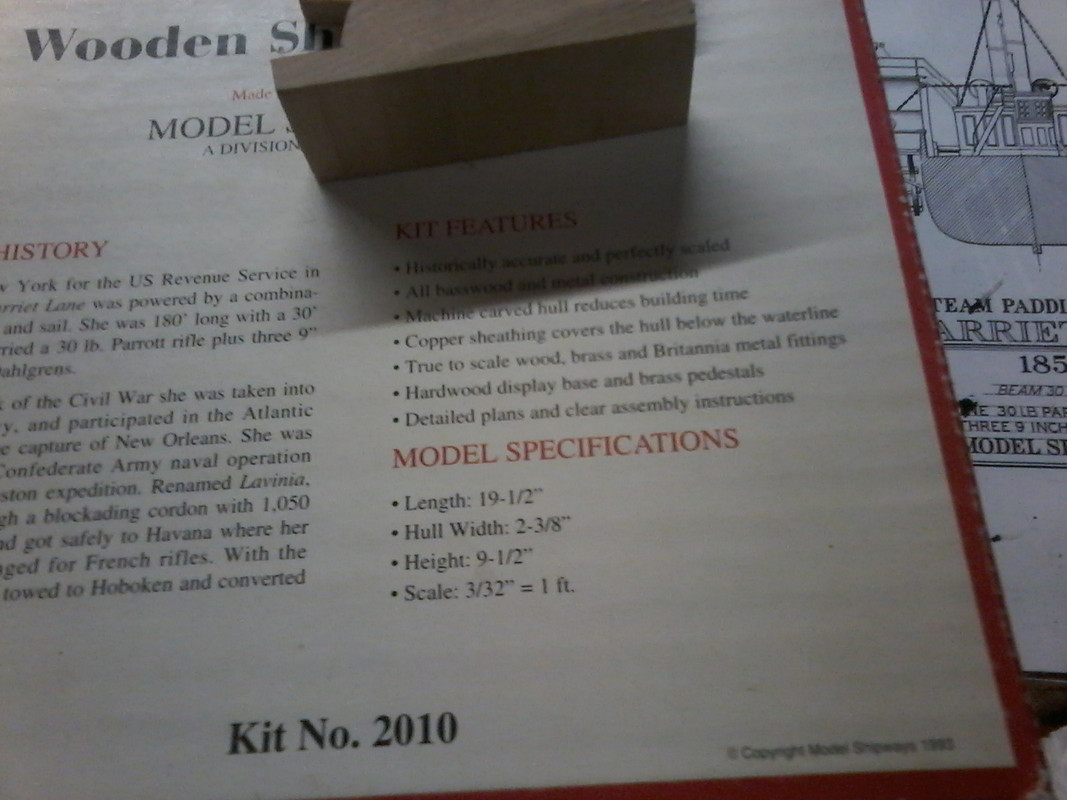 Wooden Sh
Made
MODEL S
A DIVISION
HISTORY
w York for the US Revenue Service in
rriet Lane was powered by a combina-
and sail. She was 180' long with a 30'
ried a 30 lb. Parrott rifle plus three 9"
ahlgrens.
k of the Civil War she was taken into
y, and participated in the Atlantic
e capture of New Orleans. She was
Confederate Army naval operation
ston expedition. Renamed Lavinia,
gh a blockading cordon with 1,050
nd got safely to Havana where her
ged for French rifles. With the
towed to Hoboken and converted
KIT FEATURES
• Historically accurate and perfectly scaled
• All basswood and metal construction
• Machine carved hull reduces building time
• Copper sheathing covers the hull below the waterline
• True to scale wood, brass and Britannia metal fittings
• Hardwood display base and brass pedestals
• Detailed plans and clear assembly instructions
MODEL SPECIFICATIONS
• Length: 19-1/2"
• Hull Width: 2-3/8"
• Height: 9-1/2"
• Scale: 3/32" = 1 ft.
Kit No. 2010
© Copyright Model Shipways 1993
TEAM PADDL
ARRIET
185
BEAM 30
NE 30 LB PAR
THREE 9 INCH
MODEL SH